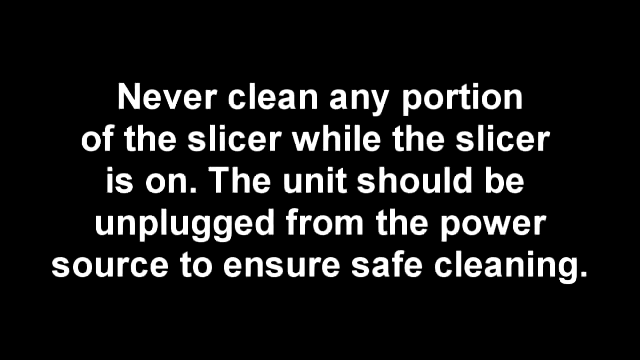 Never clean any portion
of the slicer while the slicer
is on. The unit should be
unplugged from the power
source to ensure safe cleaning.